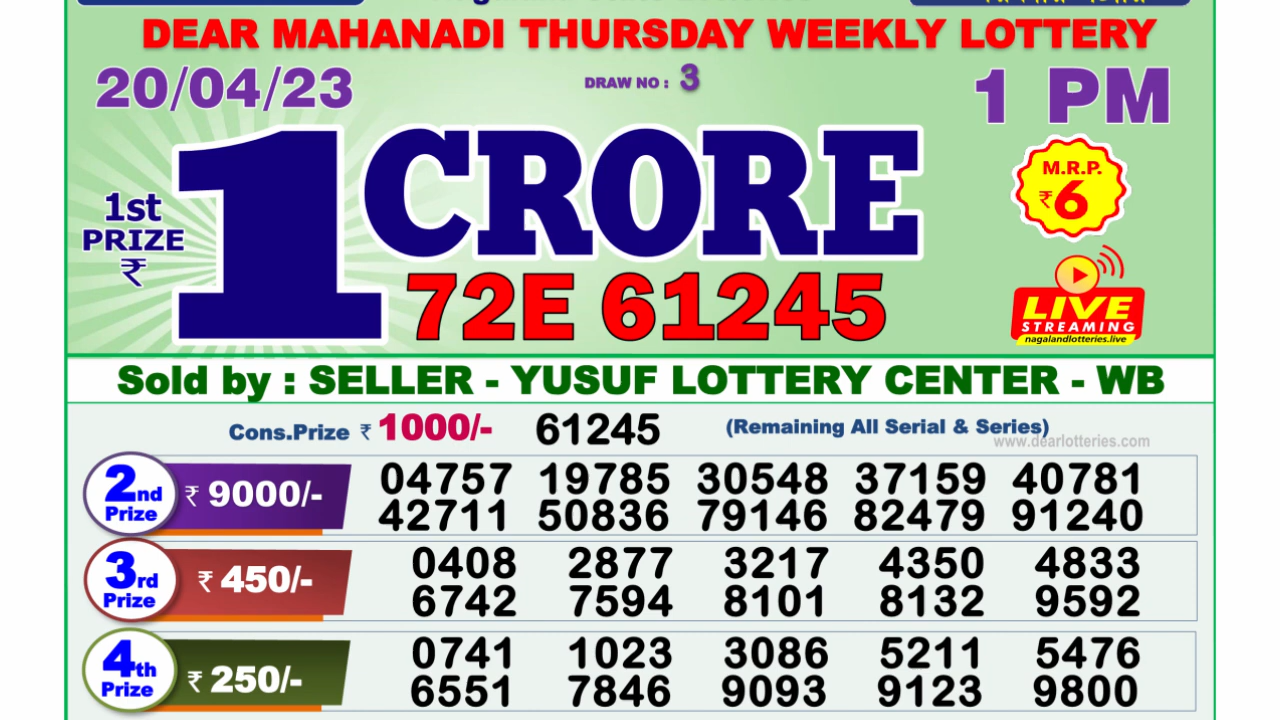 DEAR MAHANADI THURSDAY WEEKLY LOTTERY
20/04/23
DRAW NO : 3
1 PM
1st
PRIZE
₹
1 CRORE
72E 61245
M.R.P.
₹6
LIVE
STREAMING
nagalandlotteries.live
Sold by : SELLER - YUSUF LOTTERY CENTER - WB
Cons.Prize ₹ 1000/- 61245 (Remaining All Serial & Series)
www.dearlotteries.com
2nd Prize ₹ 9000/-
04757 19785 30548 37159 40781
42711 50836 79146 82479 91240
3rd Prize ₹ 450/-
0408 2877 3217 4350 4833
6742 7594 8101 8132 9592
4th Prize ₹ 250/-
0741 1023 3086 5211 5476
6551 7846 9093 9123 9800